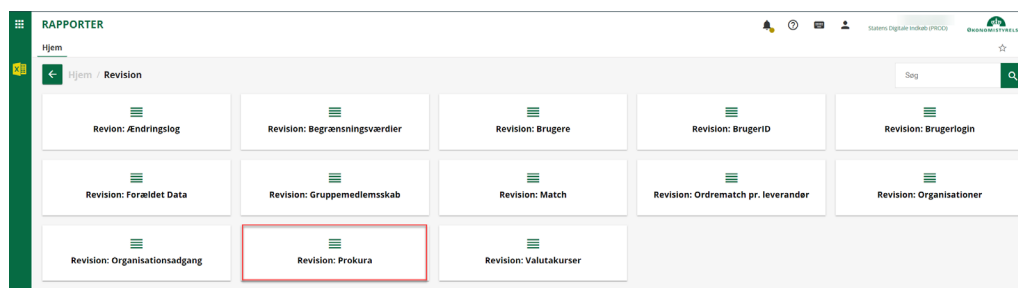 RAPPORTER
Statens Digitale Indkøb (PROD)
ØKONOMISTYRELSEN
Hjem
Hjem / Revision
Søg
Revion: Ændringslog
Revision: Begrænsningsværdier
Revision: Brugere
Revision: BrugerID
Revision: Brugerlogin
Revision: Forældet Data
Revision: Gruppemedlemsskab
Revision: Match
Revision: Ordrematch pr. leverandør
Revision: Organisationer
Revision: Organisationsadgang
Revision: Prokura
Revision: Valutakurser